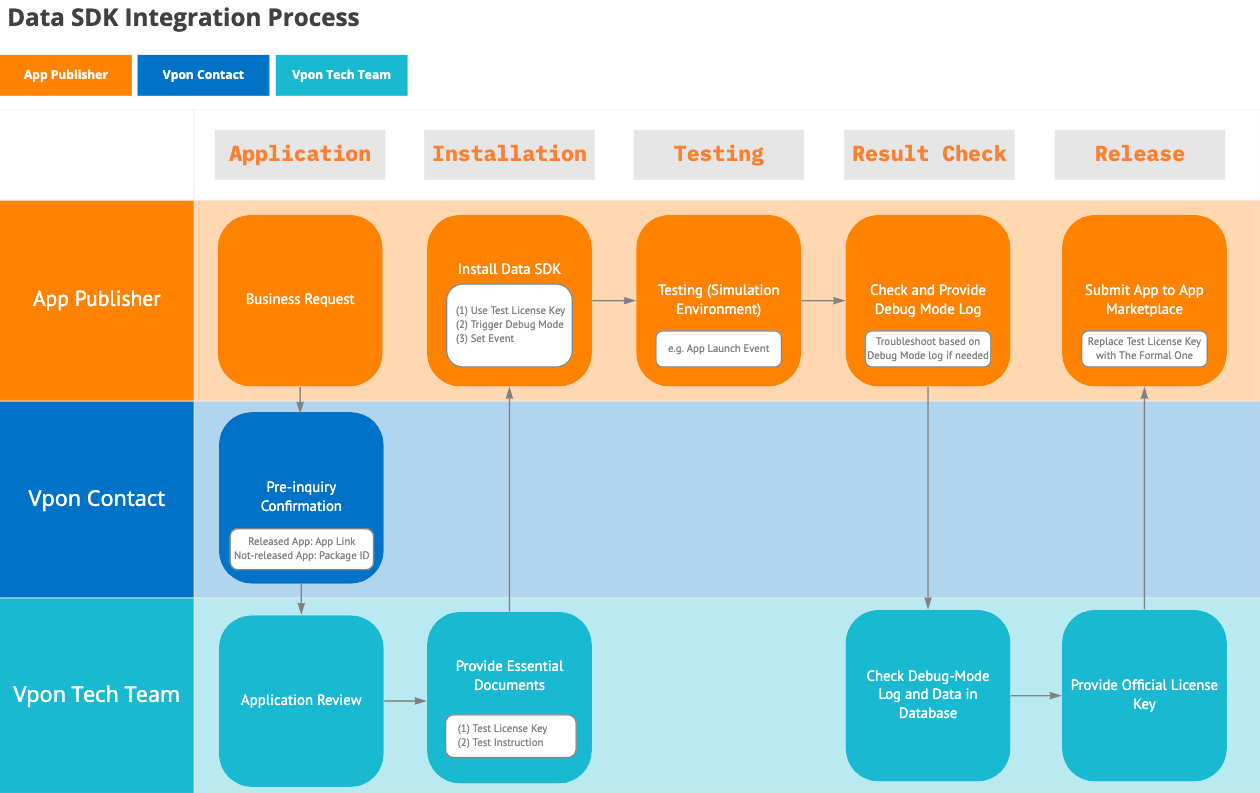 Data SDK Integration Process
App Publisher
Vpon Contact
Vpon Tech Team
Application
Installation
Testing
Result Check
Release
App Publisher
Business Request
Install Data SDK
(1) Use Test License Key
(2) Trigger Debug Mode
(3) Set Event
Testing (Simulation
Environment)
e.g. App Launch Event
Check and Provide
Debug Mode Log
Troubleshoot based on
Debug Mode log if needed
Submit App to App
Marketplace
Replace Test License Key
with The Formal One
Vpon Contact
Pre-inquiry
Confirmation
Released App: App Link
Not-released App: Package ID
Vpon Tech Team
Application Review
Provide Essential
Documents
(1) Test License Key
(2) Test Instruction
Check Debug-Mode
Log and Data in
Database
Provide Official License
Key